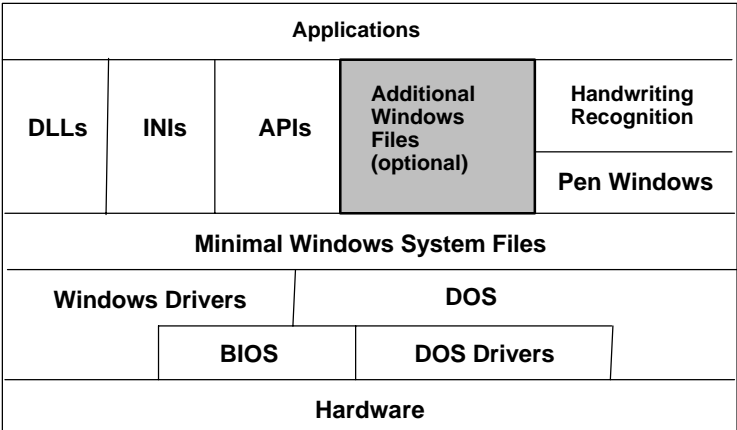 Applications
DLLs
INIs
APIs
Additional
Windows
Files
(optional)
Handwriting
Recognition
Pen Windows
Minimal Windows System Files
Windows Drivers
DOS
BIOS
DOS Drivers
Hardware